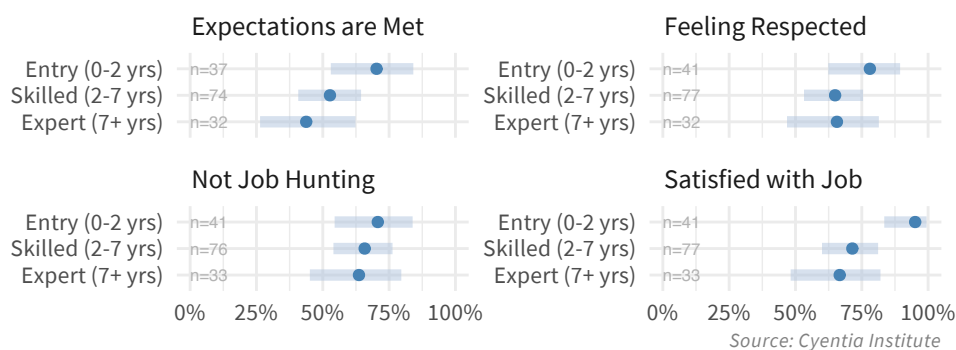 Expectations are Met
Entry (0-2 yrs) n=37
Skilled (2-7 yrs) n=74
Expert (7+ yrs) n=32
Feeling Respected
Entry (0-2 yrs) n=41
Skilled (2-7 yrs) n=77
Expert (7+ yrs) n=32
Not Job Hunting
Entry (0-2 yrs) n=41
Skilled (2-7 yrs) n=76
Expert (7+ yrs) n=33
0% 25% 50% 75% 100%
Satisfied with Job
Entry (0-2 yrs) n=41
Skilled (2-7 yrs) n=77
Expert (7+ yrs) n=33
0% 25% 50% 75% 100%
Source: Cyentia Institute